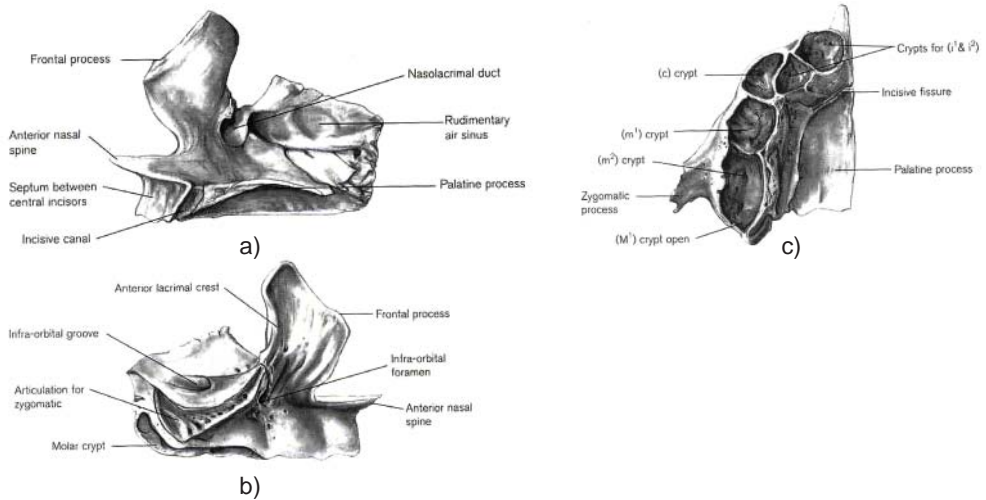 Frontal process
Nasolacrimal duct
Anterior nasal
spine
Rudimentary
air sinus
Septum between
central incisors
Palatine process
Incisive canal
a)
Anterior lacrimal crest
Frontal process
Infra-orbital groove
Infra-orbital
foramen
Articulation for
zygomatic
Anterior nasal
spine
Molar crypt
b)
(c) crypt
Crypts for (i¹ & i²)
Incisive fissure
(m¹) crypt
(m²) crypt
Palatine process
Zygomatic
process
(M¹) crypt open
c)